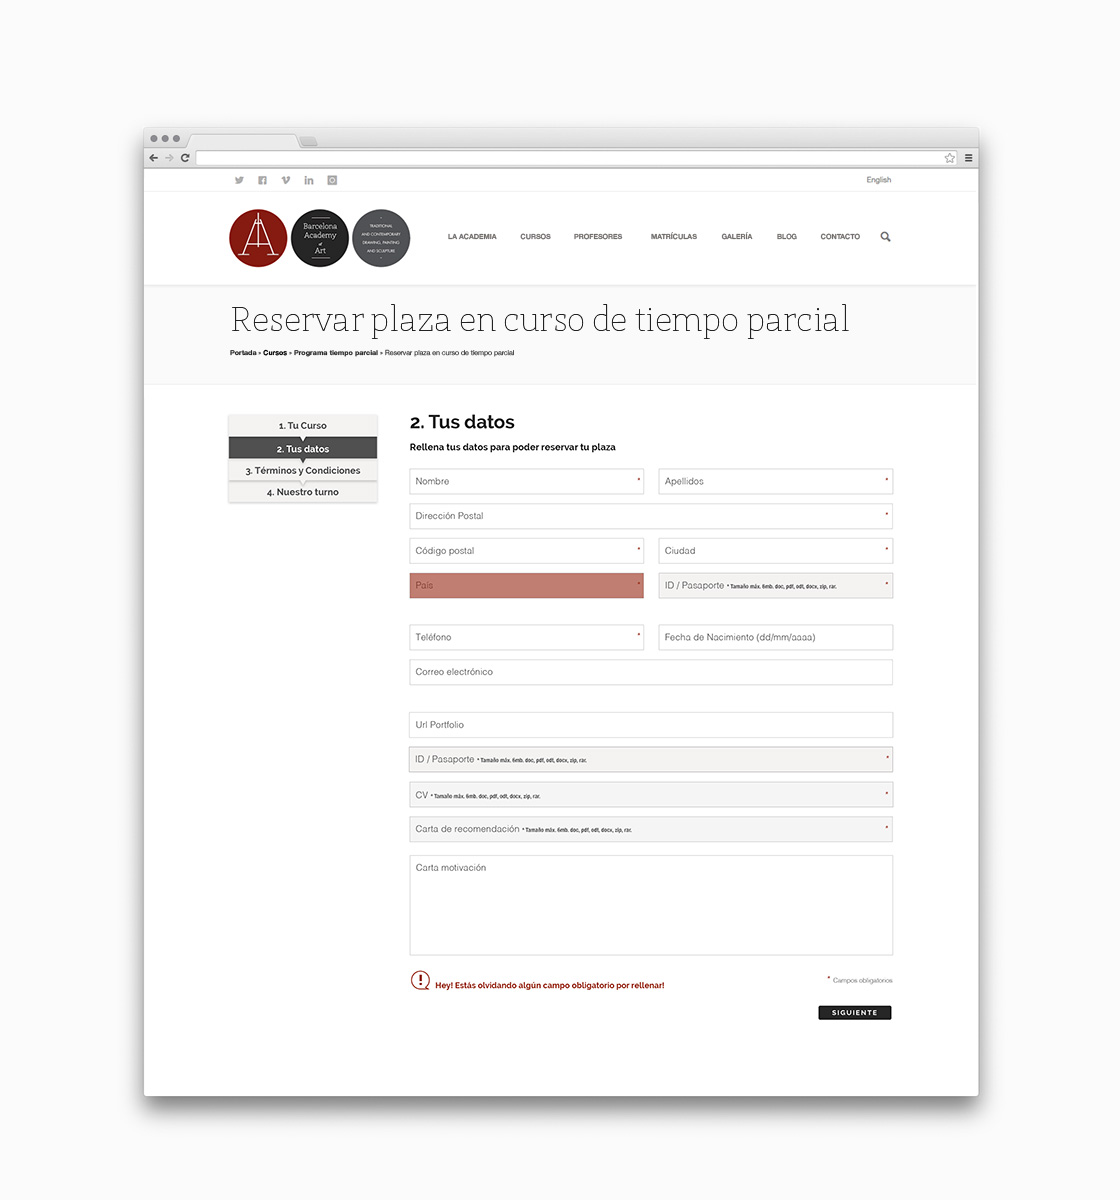 English
Barcelona
Academy
of
Art
TRADITIONAL
AND CONTEMPORARY
DRAWING, PAINTING
AND SCULPTURE
LA ACADEMIA CURSOS PROFESORES MATRÍCULAS GALERÍA BLOG CONTACTO
Reservar plaza en curso de tiempo parcial
Portada » Cursos » Programa tiempo parcial » Reservar plaza en curso de tiempo parcial
1. Tu Curso
2. Tus datos
3. Términos y Condiciones
4. Nuestro turno
2. Tus datos
Rellena tus datos para poder reservar tu plaza
Nombre * Apellidos *
Dirección Postal *
Código postal * Ciudad *
País * ID / Pasaporte * Tamaño máx. 6mb. doc, pdf, odt, docx, zip, rar. *
Teléfono * Fecha de Nacimiento (dd/mm/aaaa)
Correo electrónico
Url Portfolio
ID / Pasaporte * Tamaño máx. 6mb. doc, pdf, odt, docx, zip, rar. *
CV * Tamaño máx. 6mb. doc, pdf, odt, docx, zip, rar. *
Carta de recomendación * Tamaño máx. 6mb. doc, pdf, odt, docx, zip, rar. *
Carta motivación
Hey! Estás olvidando algún campo obligatorio por rellenar!
* Campos obligatorios
SIGUIENTE